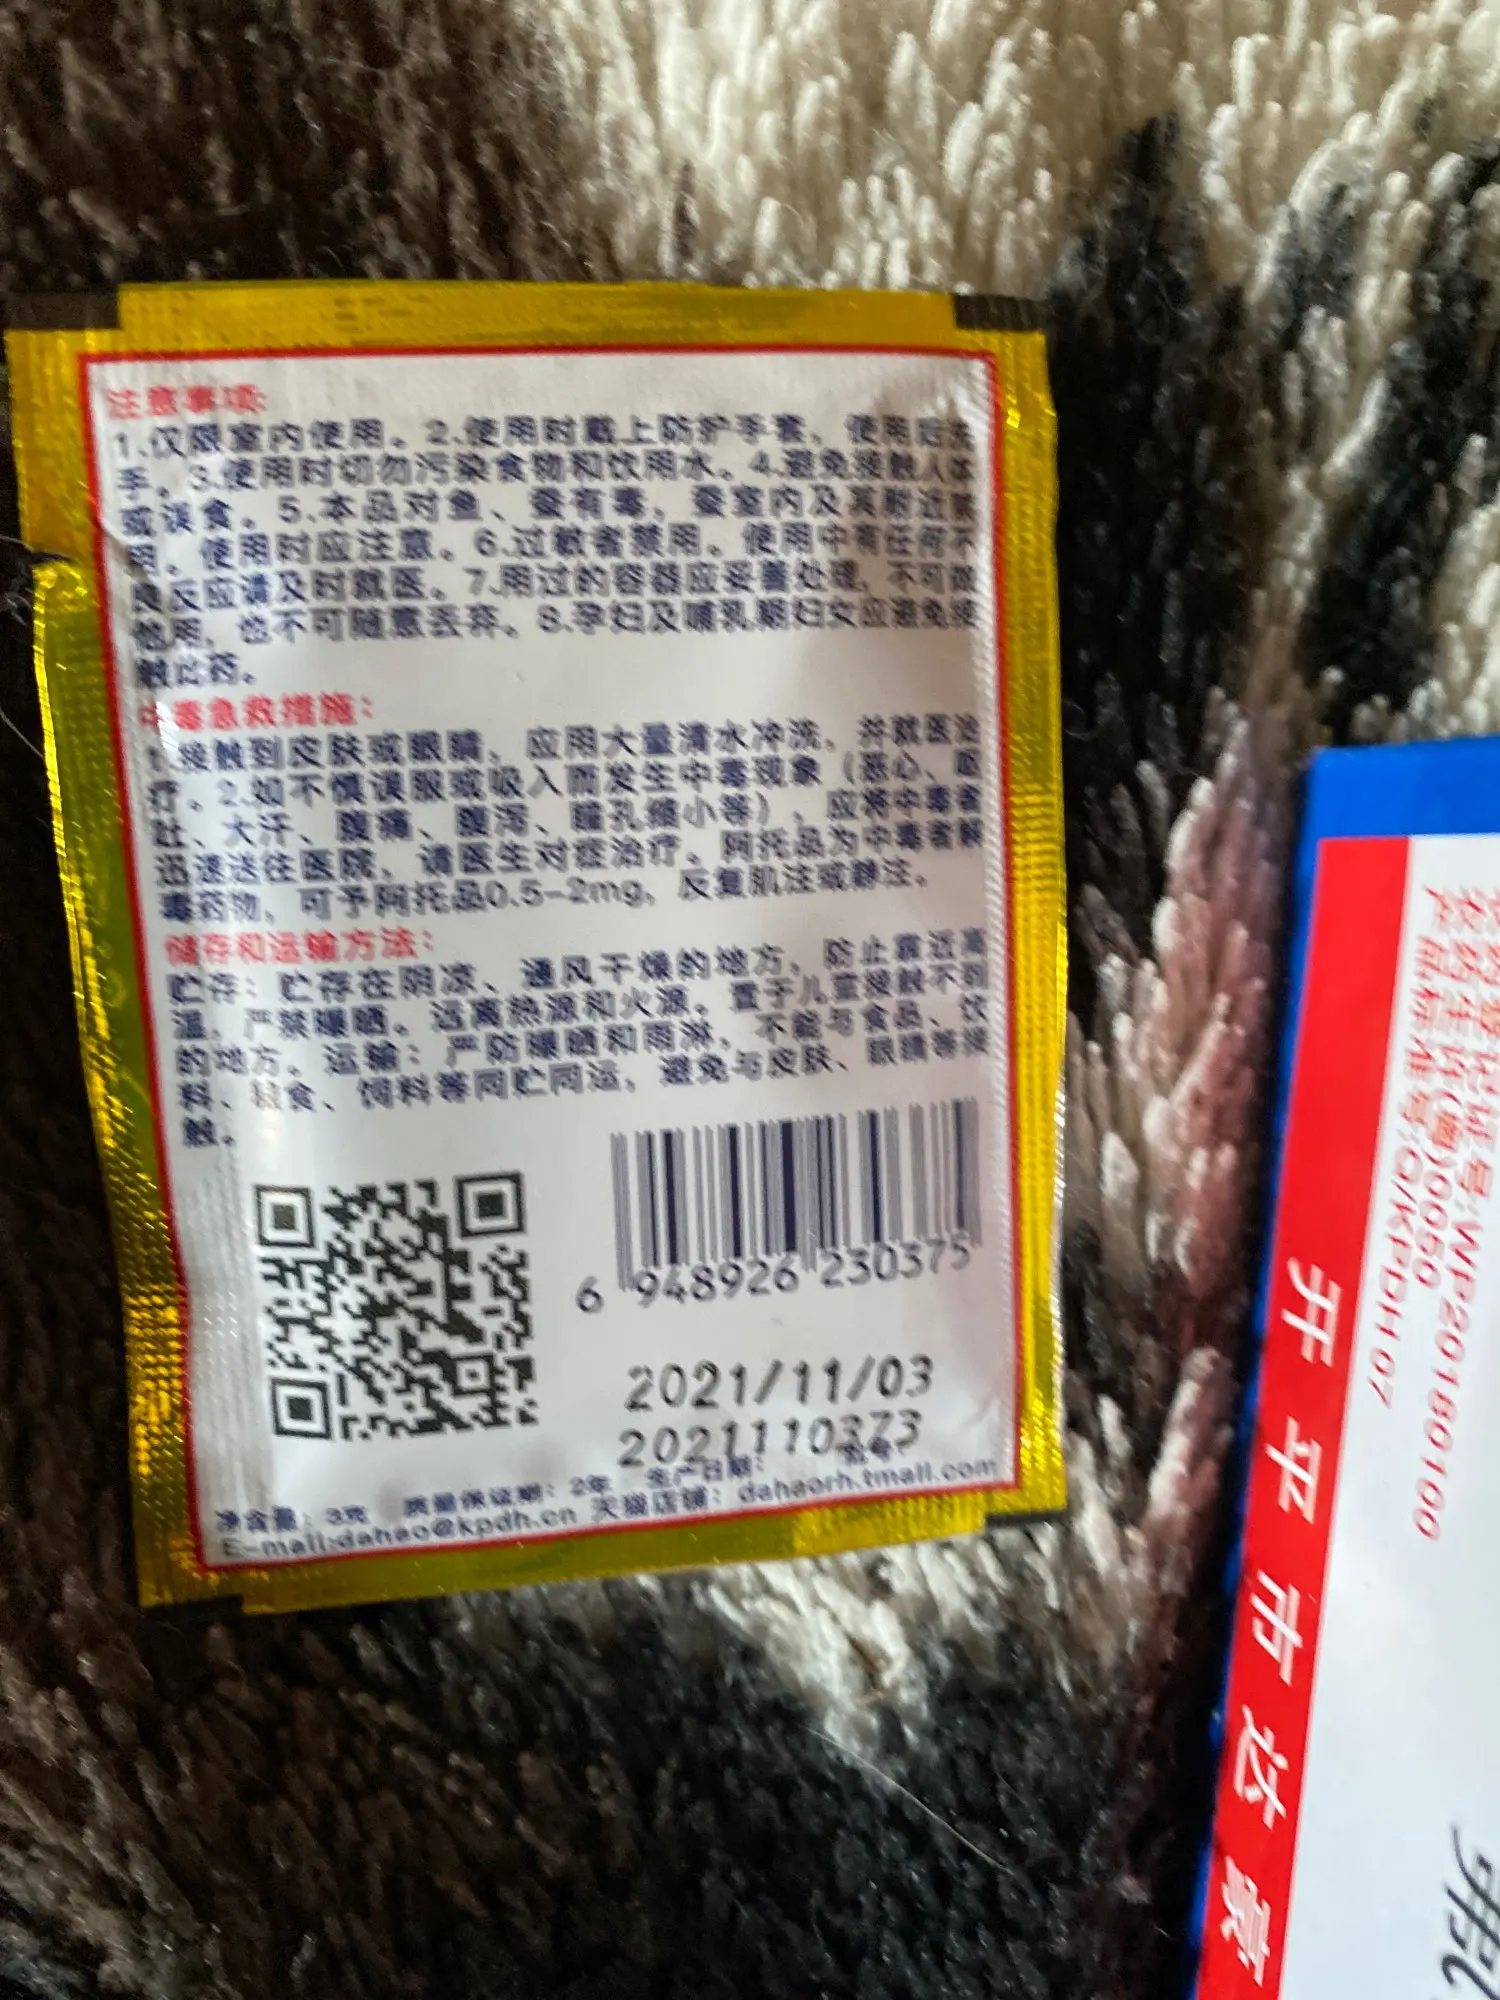 注意事项:
1.仅限室内使用。2.使用时戴上防护手套，使用后洗
手。3.使用时切勿污染食物和饮用水。4.避免接触人体
或误食。5.本品对鱼、蚕有毒，蚕室内及其附近禁
用，使用时应注意。6.过敏者禁用。使用中有任何不
良反应请及时就医。7.用过的容器应妥善处理，不可做
他用，也不可随意丢弃。8.孕妇及哺乳期妇女应避免接
触此药。
中毒急救措施：
1.接触到皮肤或眼睛，应用大量清水冲洗，并就医治
疗。2.如不慎误服或吸入而发生中毒现象（恶心、呕
吐、大汗、腹痛、腹泻、瞳孔缩小等），应将中毒者
迅速送往医院，请医生对症治疗。阿托品为中毒者解
毒药物，可予阿托品0.5-2mg，反复肌注或静注。
储存和运输方法：
贮存：贮存在阴凉、通风干燥的地方，防止靠近高
温，严禁曝晒。远离热源和火源。置于儿童接触不到
的地方。运输：严防曝晒和雨淋，不能与食品、饮
料、粮食、饲料等同贮同运，避免与皮肤、眼睛等接
触。
6 948926 230375
2021/11/03
2021110373
净含量：3克 质量保证期：2年 生产日期： 批号：
E-mail:dahao@kpdh.cn 天猫店铺：dahaorh.tmall.com
农药登记证号:WP20180100
农药生许(粤)0050
产品标准号:Q/KPDH 07
开平市达豪